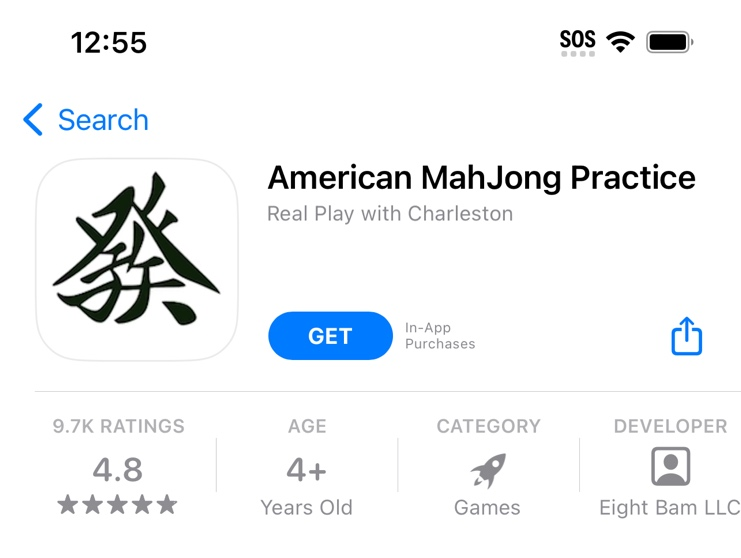 12:55
SOS
Search
發
American MahJong Practice
Real Play with Charleston
GET
In-App
Purchases
9.7K RATINGS
4.8
AGE
4+
Years Old
CATEGORY
Games
DEVELOPER
Eight Bam LLC